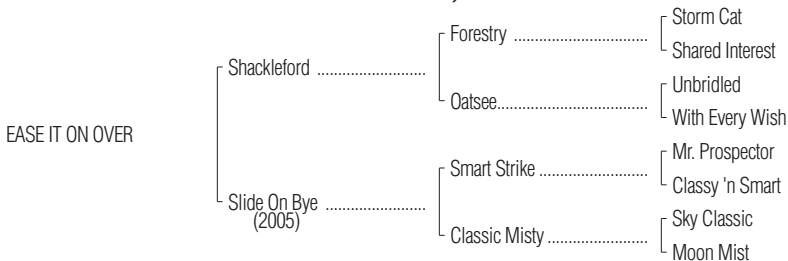 Storm Cat
Forestry ..............................
Shared Interest
Shackleford ........................
Unbridled
Oatsee.................................
With Every Wish
EASE IT ON OVER
Mr. Prospector
Smart Strike ........................
Classy 'n Smart
Slide On Bye ......................
(2005)
Sky Classic
Classic Misty ......................
Moon Mist